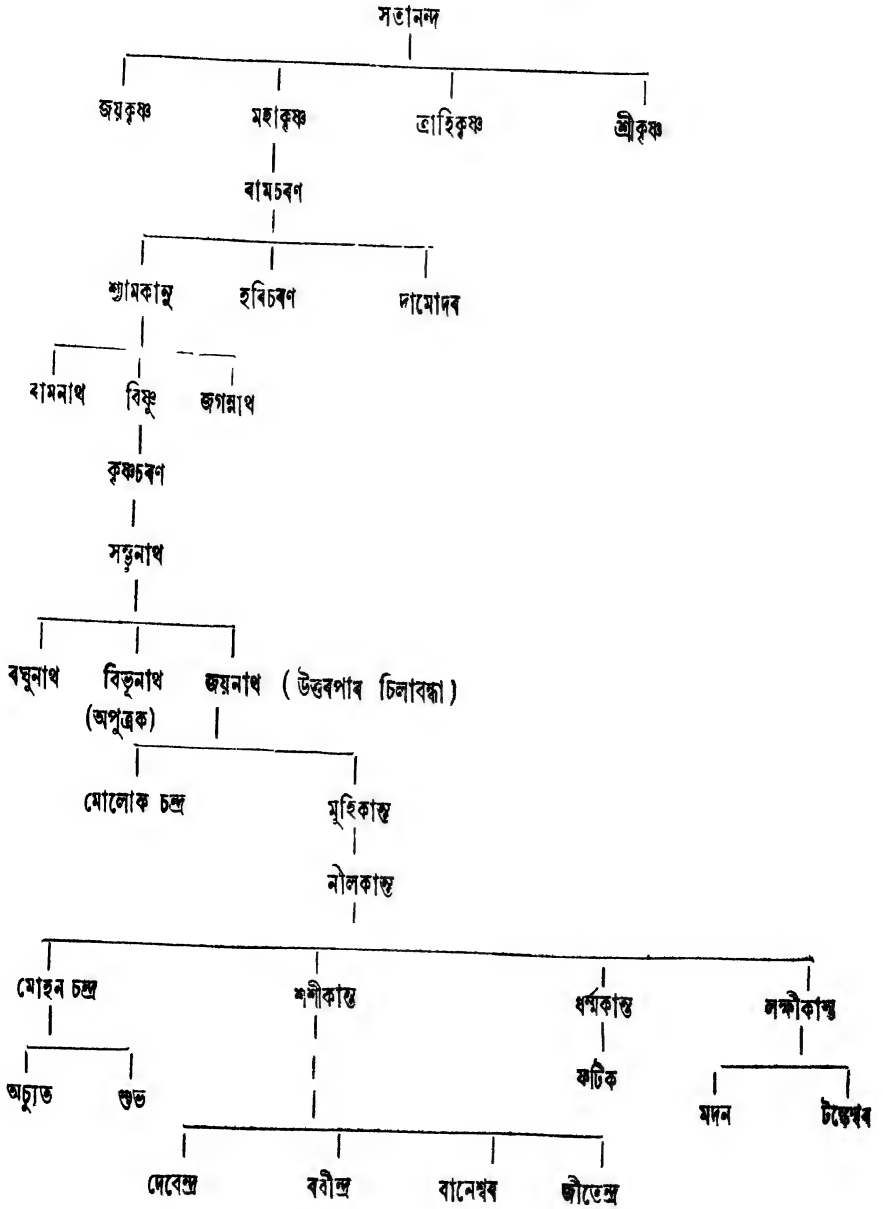 সতানন্দ
জয়কৃষ্ণ মহাকৃষ্ণ ত্ৰাহিকৃষ্ণ শ্ৰীকৃষ্ণ
ৰামচৰণ
শ্যামকানু হৰিচৰণ দামোদৰ
ৰামনাথ বিষ্ণু জগন্নাথ
কৃষ্ণচৰণ
সম্ভুনাথ
ৰঘুনাথ বিভূনাথ জয়নাথ ( উত্তৰপাৰ চিলাবন্ধা )
(অপুত্ৰক)
মোলোক চন্দ্ৰ মূহিকান্ত
নীলকান্ত
মোহন চন্দ্ৰ শশীকান্ত ধৰ্ম্মকান্ত লক্ষীকান্ত
অচ্যুত শুভ ফটিক
মদন টঙ্কেশ্বৰ
দেবেন্দ্ৰ ৰবীন্দ্ৰ বানেশ্বৰ জীতেন্দ্ৰ